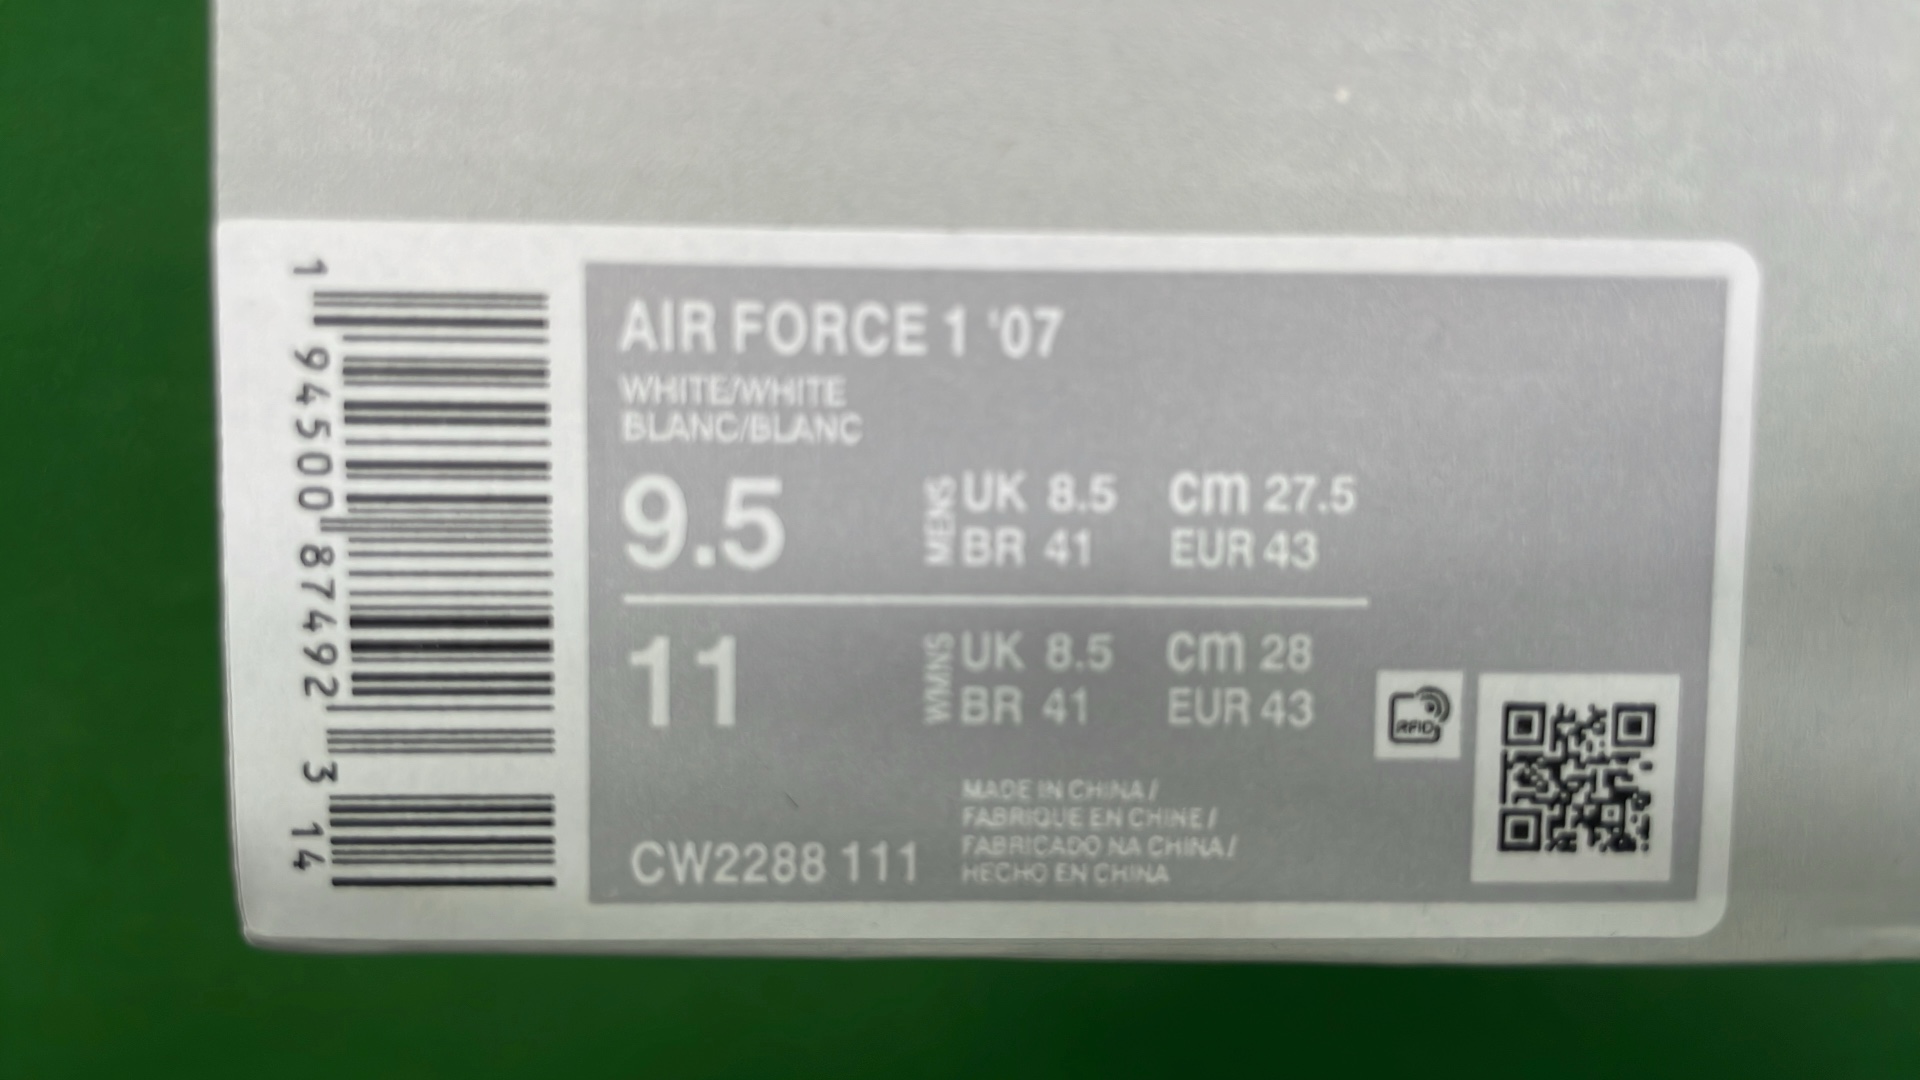 1 94500 87492 3 14
AIR FORCE 1 '07
WHITE/WHITE
BLANC/BLANC
9.5 MENS UK 8.5 cm 27.5
BR 41 EUR 43
11 WMNS UK 8.5 cm 28
BR 41 EUR 43
RFID
MADE IN CHINA /
FABRIQUE EN CHINE /
FABRICADO NA CHINA /
HECHO EN CHINA
CW2288 111